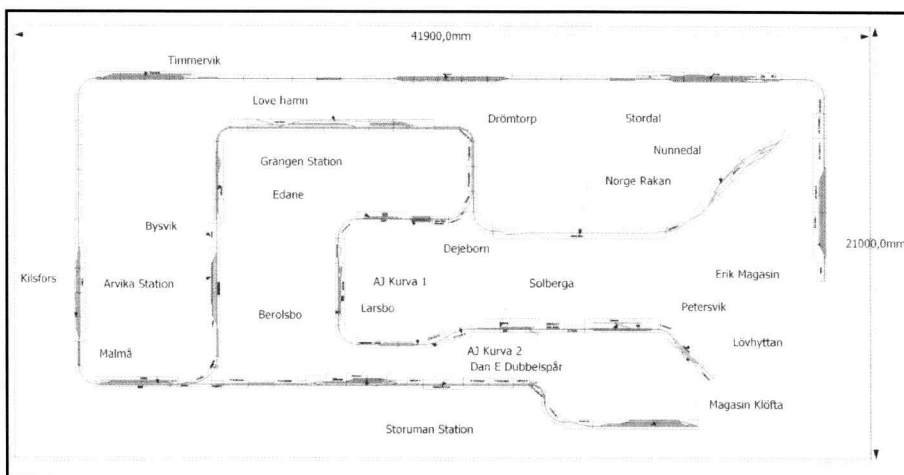 41900,0mm
Timmervik
Love hamn
Drömtorp
Stordal
Grängen Station
Nunnedal
Edane
Norge Rakan
Bysvik
Dejeborn
21000,0mm
Kilsfors
Arvika Station
AJ Kurva 1
Solberga
Erik Magasin
Berolsbo
Larsbo
Petersvik
Lövhyttan
Malmå
AJ Kurva 2
Dan E Dubbelspår
Magasin Klöfta
Storuman Station